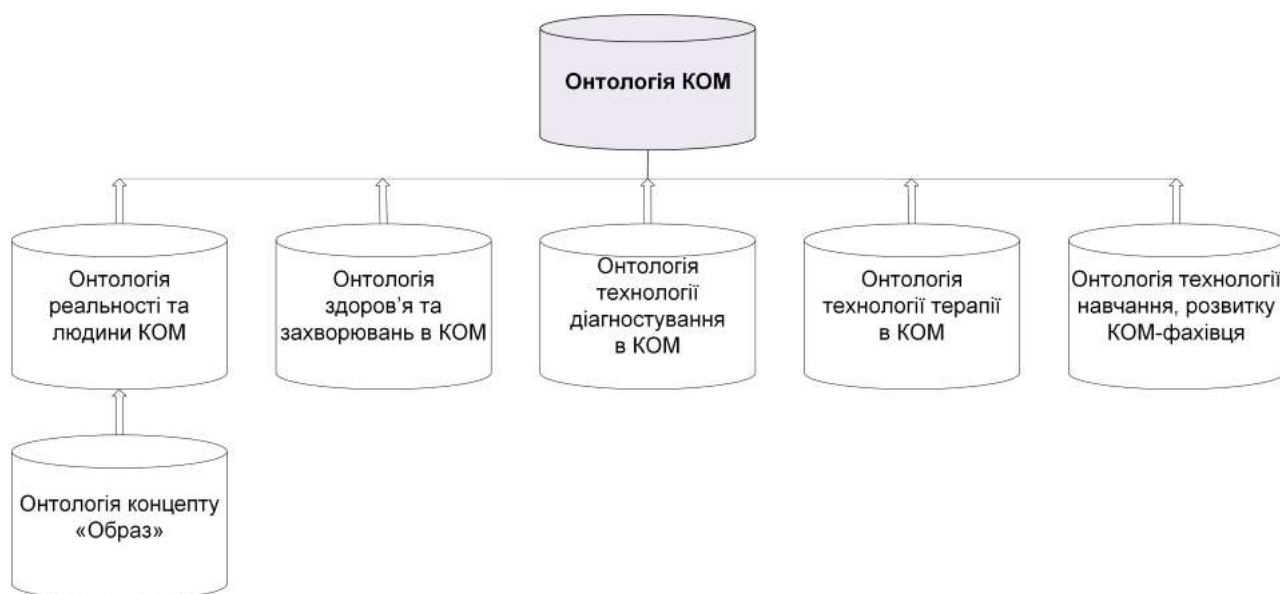 Онтологія КОМ
Онтологія
реальності та
людини КОМ
Онтологія
здоров’я та
захворювань в КОМ
Онтологія
технології
діагностування
в КОМ
Онтологія
технології терапії
в КОМ
Онтологія технології
навчання, розвитку
КОМ-фахівця
Онтологія концепту
«Образ»